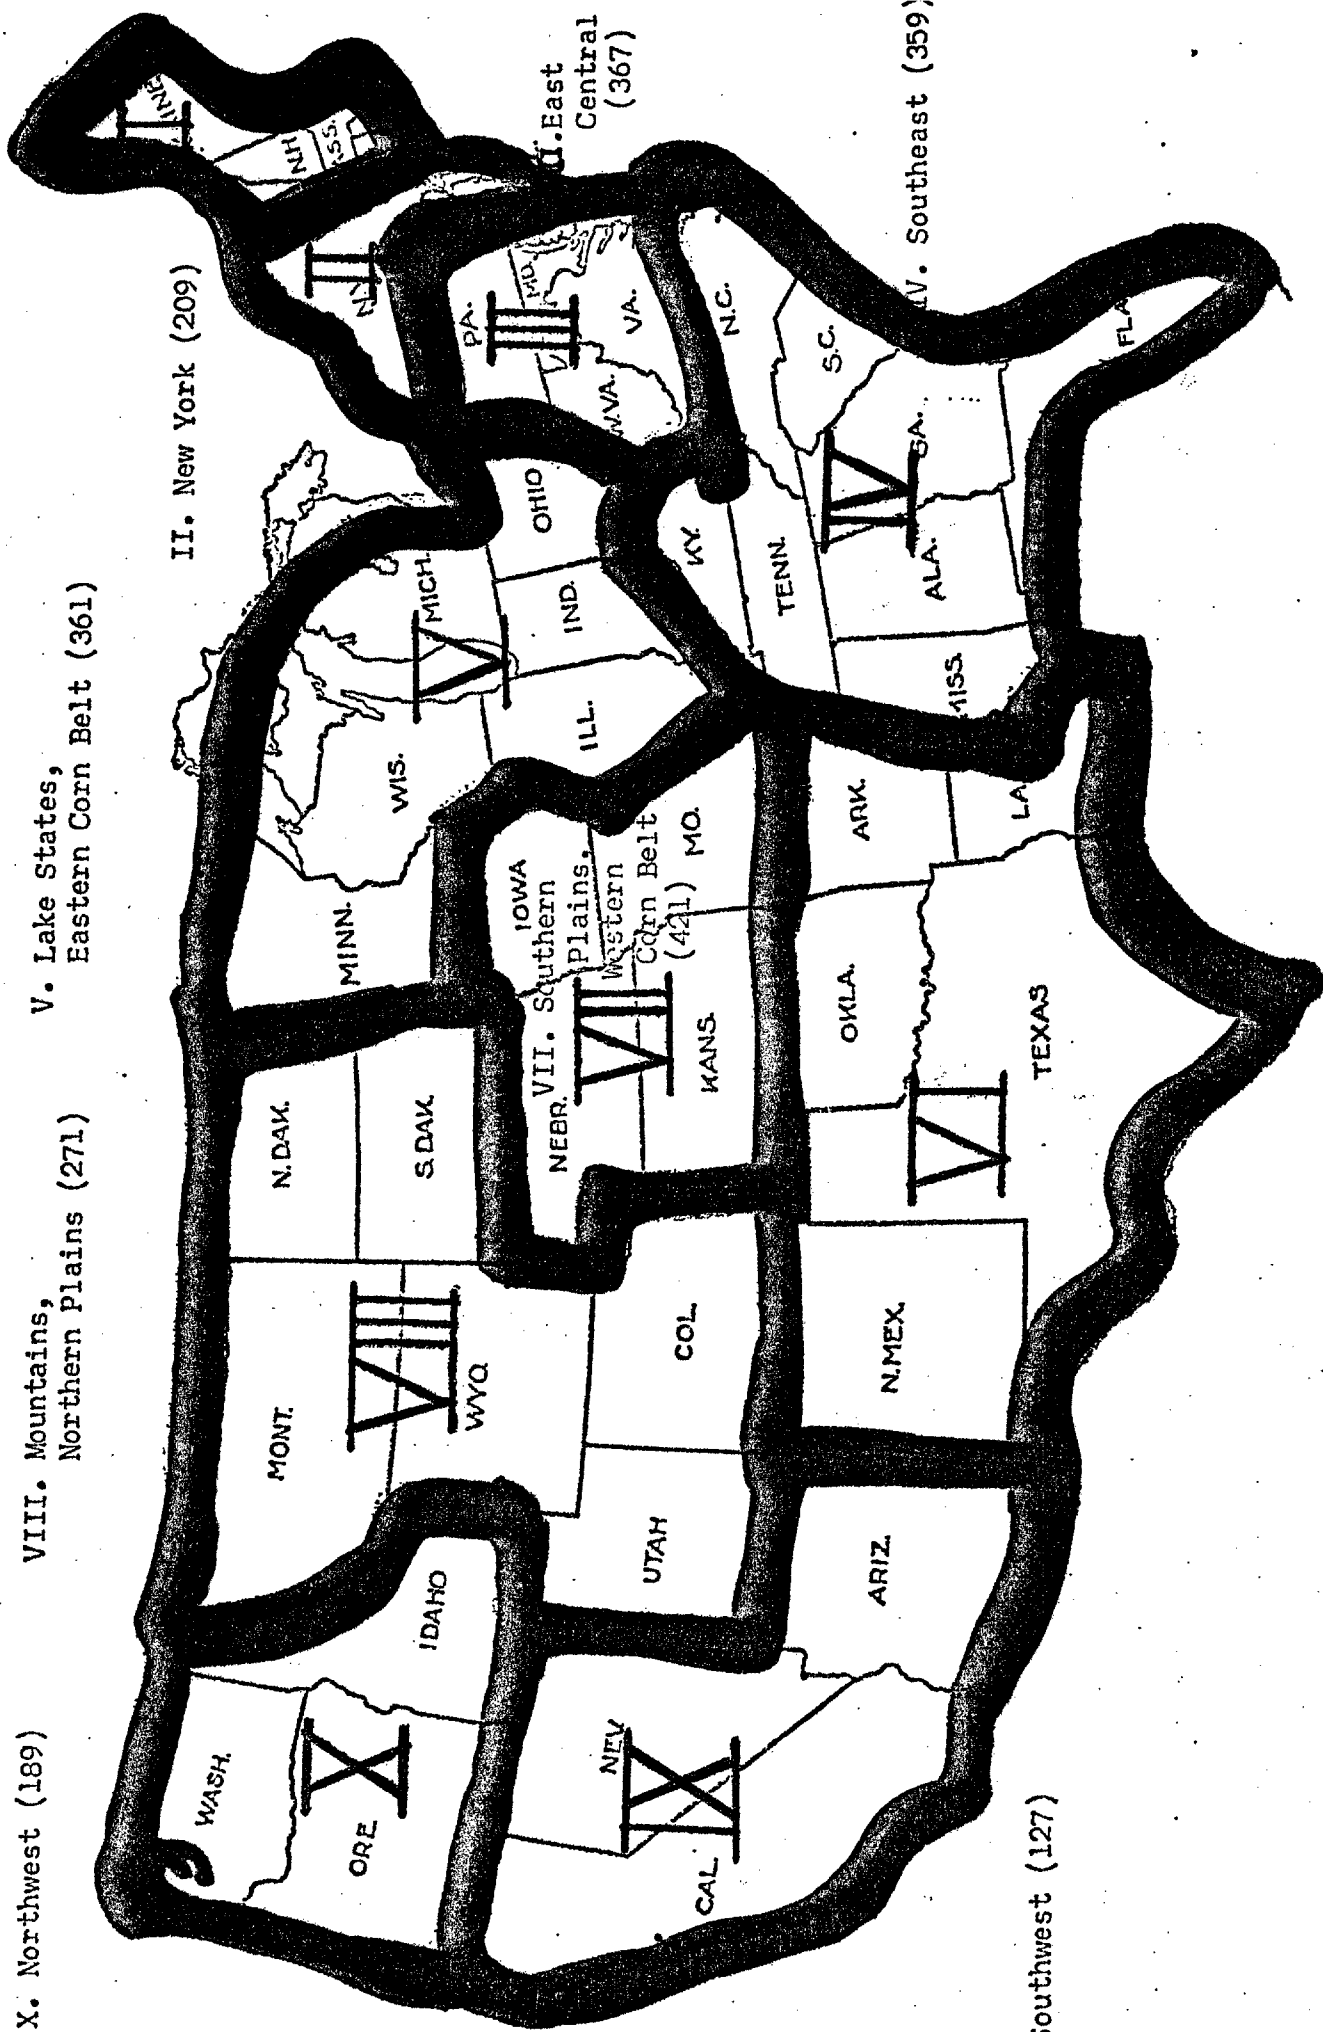 X. Northwest (189)
VIII. Mountains,
Northern Plains (271)
V. Lake States,
Eastern Corn Belt (361)
II. New York (209)
East
Central
(367)
IV. Southeast (359)
VII. Southern
Plains,
Western
Corn Belt
(421)
Southwest (127)
I
II
III
IV
V
VI
VII
VIII
IX
X
WASH.
ORE
IDAHO
MONT.
WYO.
N.DAK.
S.DAK.
MINN.
WIS.
MICH.
N.Y.
N.H
PA.
MD.
VA.
W.VA.
OHIO
IND.
ILL.
IOWA
NEBR.
KANS.
MO.
KY.
TENN.
N.C.
S.C.
GA.
ALA.
MISS.
FLA
ARK.
LA
OKLA.
TEXAS
N.MEX.
COL.
UTAH
ARIZ.
NEV.
CAL